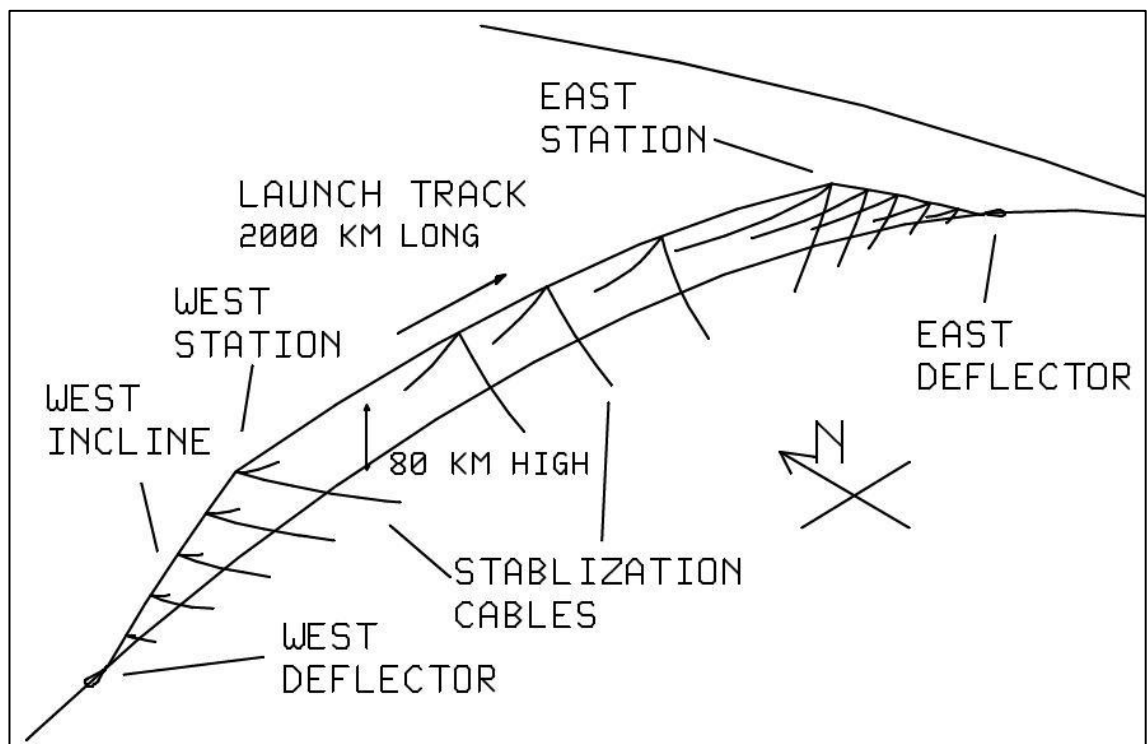 EAST
STATION
LAUNCH TRACK
2000 KM LONG
WEST
STATION
EAST
DEFLECTOR
WEST
INCLINE
N
80 KM HIGH
STABLIZATION
CABLES
WEST
DEFLECTOR